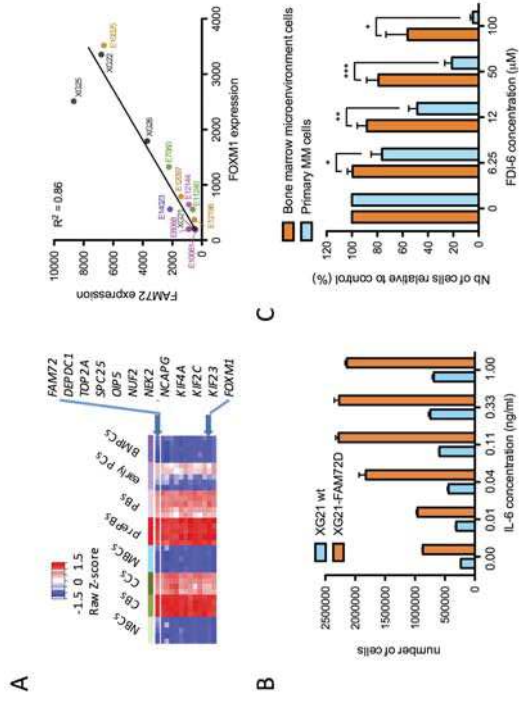 A
Raw Z-score
-1.5 0 1.5
NBCs
CBs
CCs
MBCs
prePBs
PBs
early PCs
BMPCs
FAM72
DEPDC1
TOP2A
SPC25
OIP5
NUF2
NEK2
NCAPG
KIF4A
KIF2C
KIF23
FOXM1
R² = 0.86
FAM72 expression
10000
8000
6000
4000
2000
0
XG25
XG22
XG26
XG21
0 1000 2000 3000 4000
FOXM1 expression
B
XG21 wt
XG21-FAM72D
number of cells
2500000
2000000
1500000
1000000
500000
0
0.00 0.01 0.04 0.11 0.33 1.00
IL-6 concentration (ng/ml)
C
Bone marrow microenvironment cells
Primary MM cells
Nb of cells relative to control (%)
120
100
80
60
40
20
0
* ** *** *
0 6.25 12 50 100
FDI-6 concentration (µM)